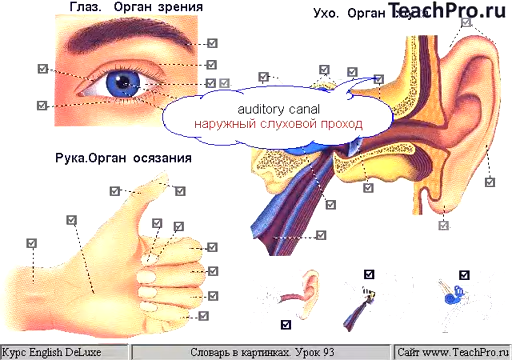 Глаз. Орган зрения
Ухо. Орган слуха
TeachPro.ru
auditory canal
наружный слуховой проход
Рука.Орган осязания
Курс English DeLuxe
Словарь в картинках. Урок 93
Сайт www.TeachPro.ru